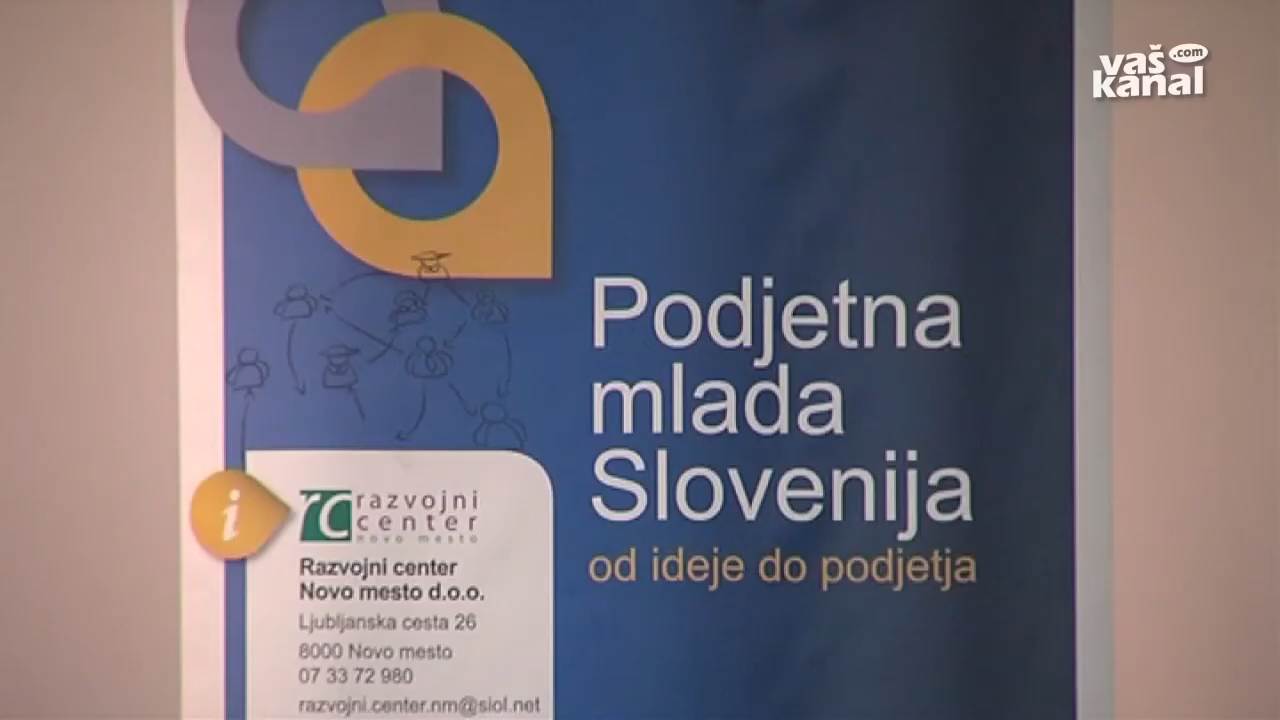 vaš .com
kanal
Podjetna
mlada
Slovenija
od ideje do podjetja
i
rc razvojni
center
novo mesto
Razvojni center
Novo mesto d.o.o.
Ljubljanska cesta 26
8000 Novo mesto
07 33 72 980
razvojni.center.nm@siol.net